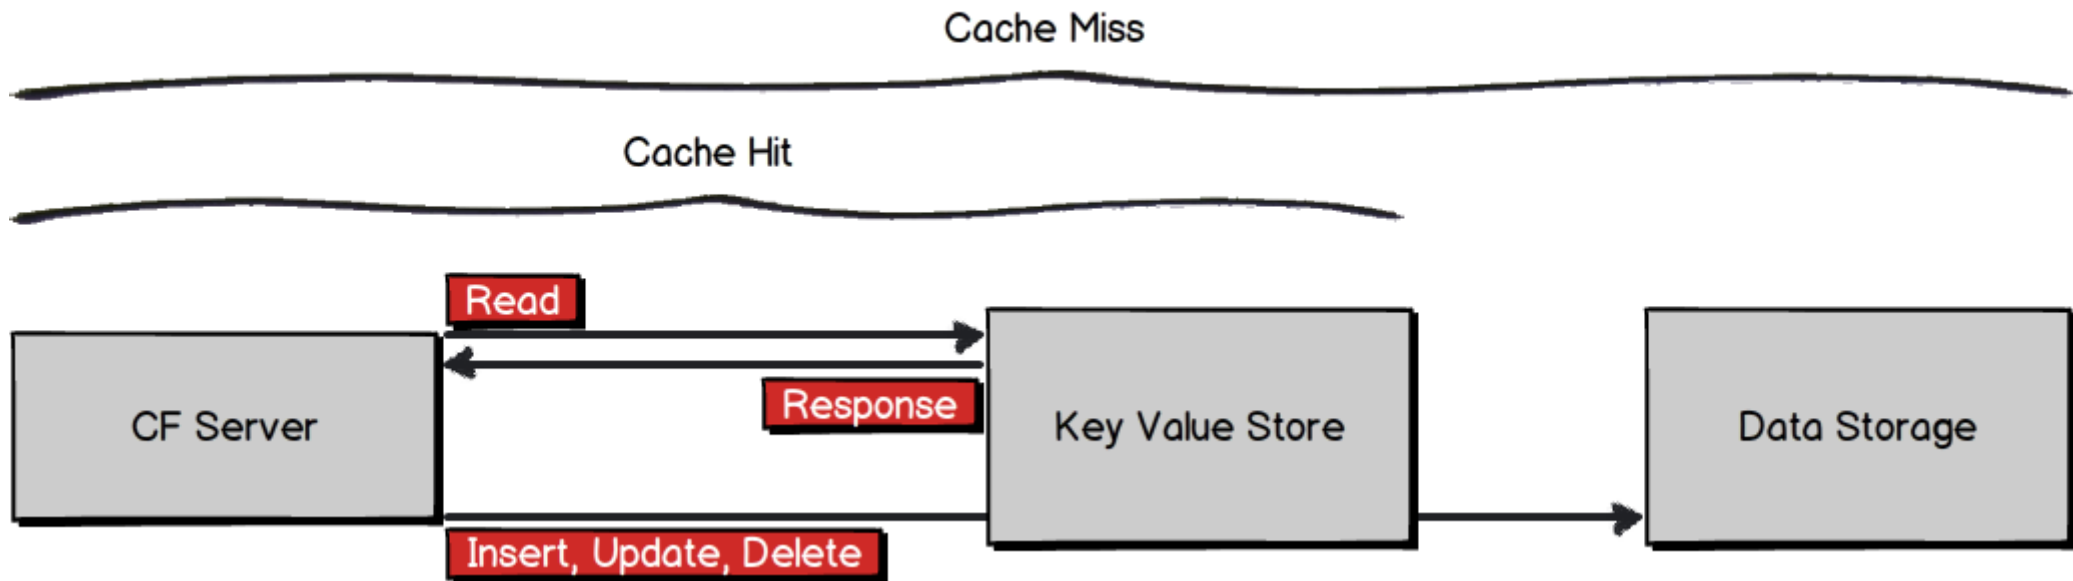 Cache Miss
Cache Hit
Read
Response
CF Server
Key Value Store
Data Storage
Insert, Update, Delete